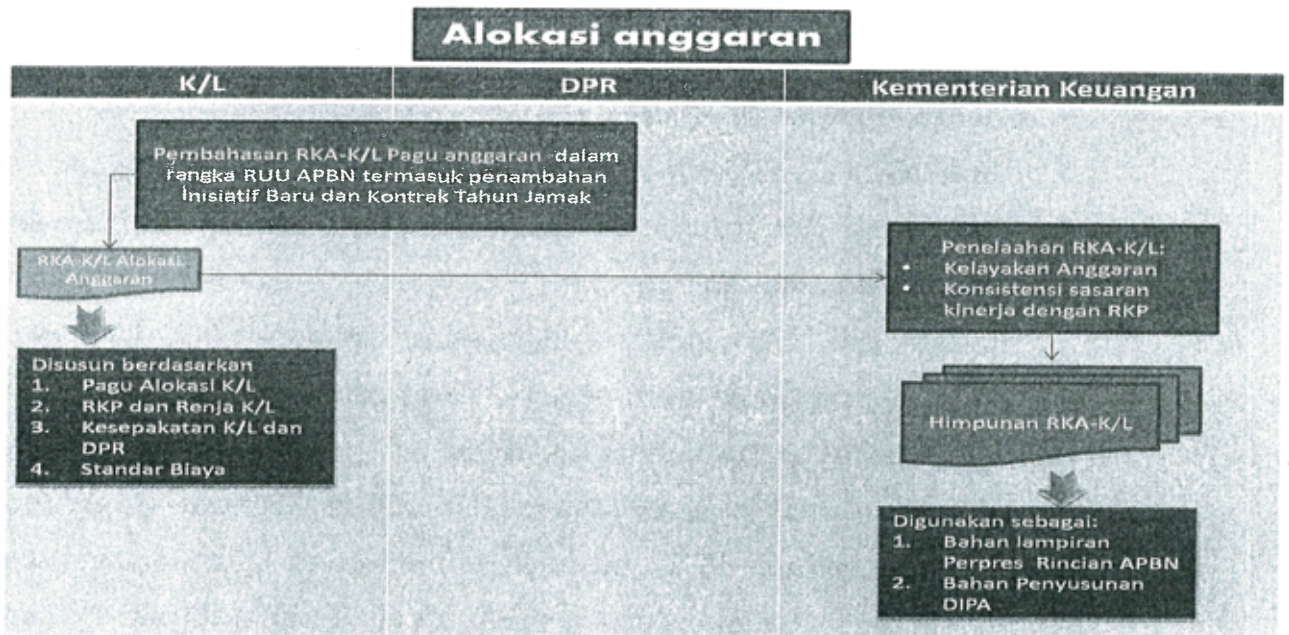 Alokasi anggaran
K/L
DPR
Kementerian Keuangan
Pembahasan RKA-K/L Pagu anggaran dalam
rangka RUU APBN termasuk penambahan
Inisiatif Baru dan Kontrak Tahun Jamak
RKA-K/L Alokasi
Anggaran
Disusun berdasarkan
1. Pagu Alokasi K/L
2. RKP dan Renja K/L
3. Kesepakatan K/L dan
DPR
4. Standar Biaya
Penelaahan RKA-K/L:
• Kelayakan Anggaran
• Konsistensi sasaran
kinerja dengan RKP
Himpunan RKA-K/L
Digunakan sebagai:
1. Bahan lampiran
Perpres Rincian APBN
2. Bahan Penyusunan
DIPA